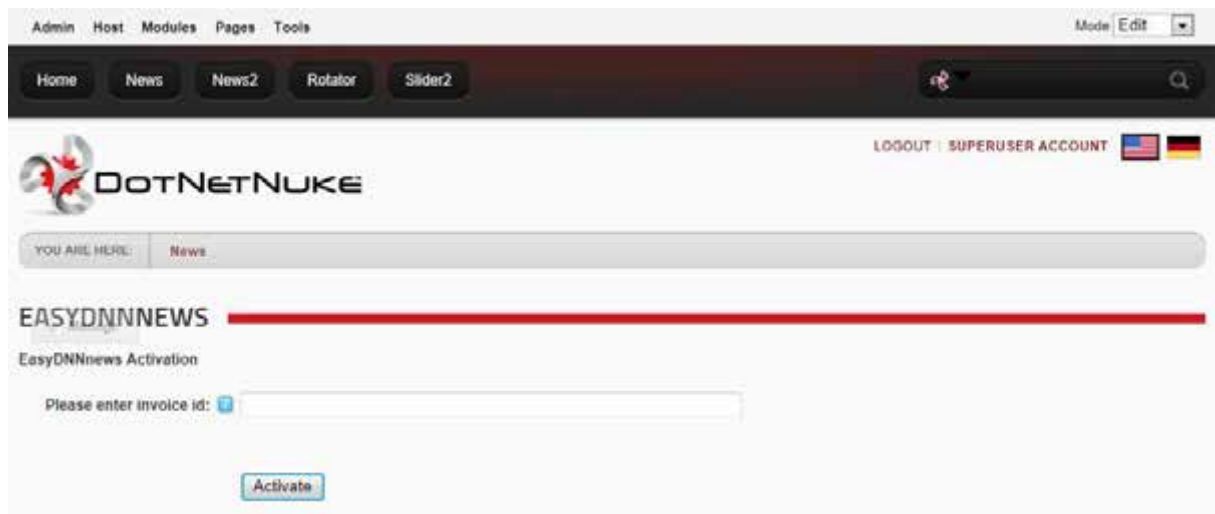 Admin Host Modules Pages Tools Mode Edit
Home News News2 Rotator Slider2
LOGOUT | SUPERUSER ACCOUNT
DOTNETNUKE
YOU ARE HERE: News
EASYDNNNEWS
EasyDNNnews Activation
Please enter invoice id:
Activate